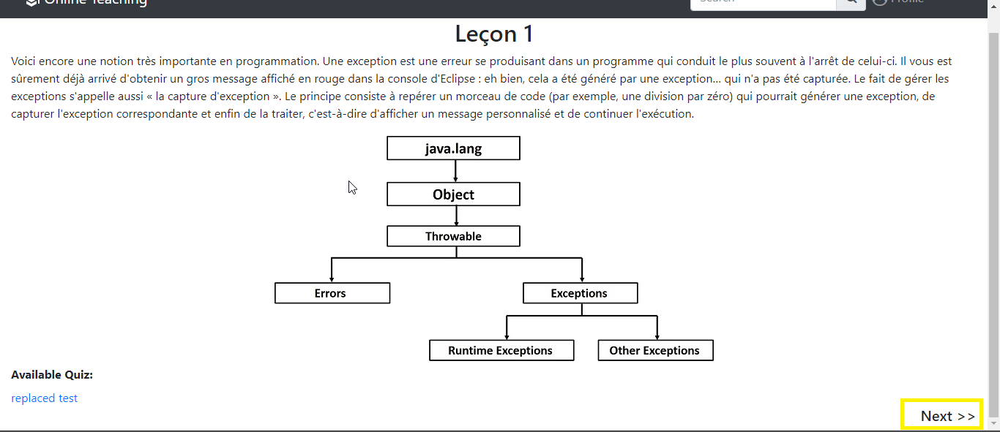 Online Teaching
Search
Profile
Leçon 1
Voici encore une notion très importante en programmation. Une exception est une erreur se produisant dans un programme qui conduit le plus souvent à l'arrêt de celui-ci. Il vous est
sûrement déjà arrivé d'obtenir un gros message affiché en rouge dans la console d'Eclipse : eh bien, cela a été généré par une exception... qui n'a pas été capturée. Le fait de gérer les
exceptions s'appelle aussi « la capture d'exception ». Le principe consiste à repérer un morceau de code (par exemple, une division par zéro) qui pourrait générer une exception, de
capturer l'exception correspondante et enfin de la traiter, c'est-à-dire d'afficher un message personnalisé et de continuer l'exécution.
java.lang
Object
Throwable
Errors
Exceptions
Runtime Exceptions
Other Exceptions
Available Quiz:
replaced test
Next >>